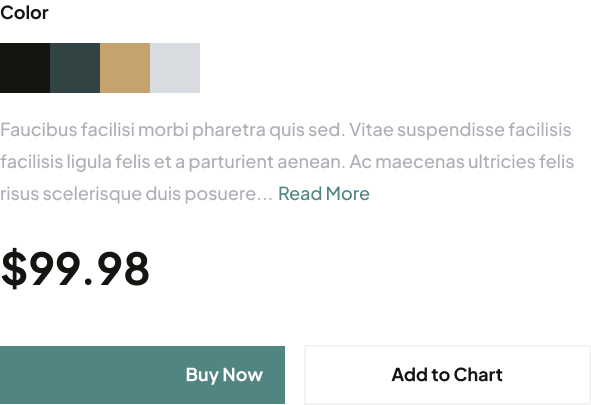 Color
Faucibus facilisi morbi pharetra quis sed. Vitae suspendisse facilisis
facilisis ligula felis et a parturient aenean. Ac maecenas ultricies felis
risus scelerisque duis posuere... Read More
$99.98
Buy Now
Add to Chart